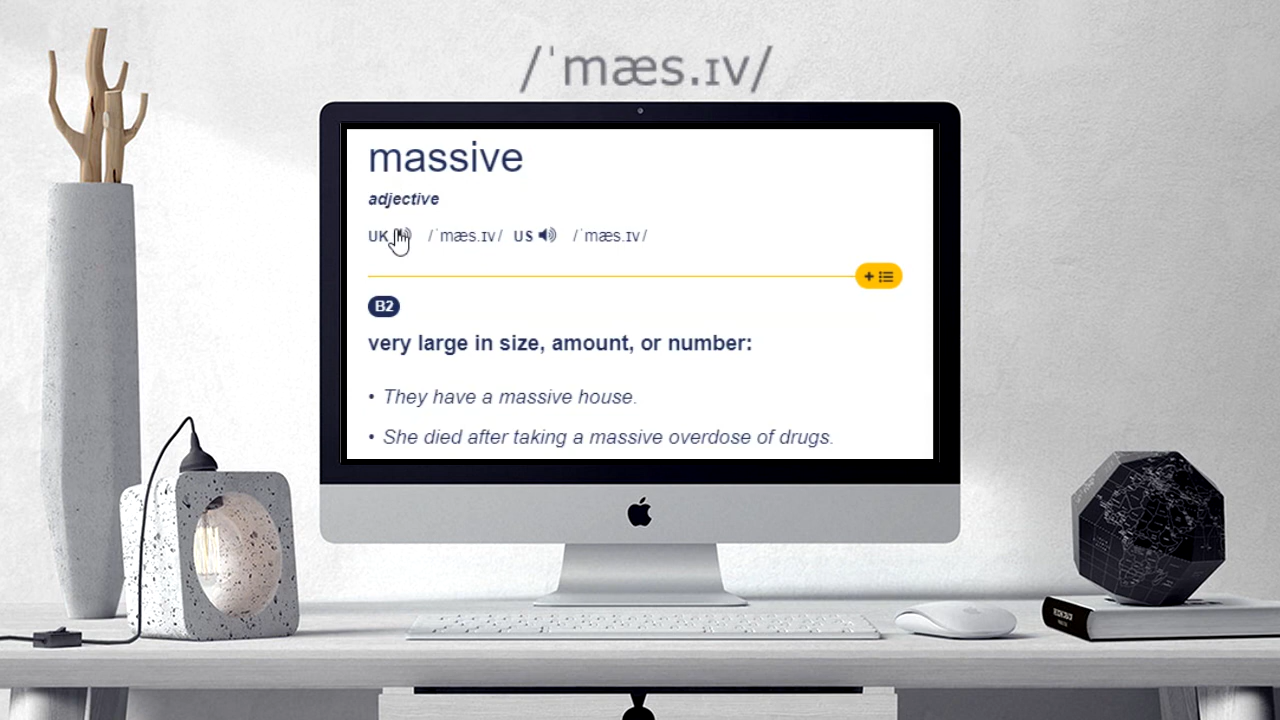 /ˈmæs.ɪv/
massive
adjective
UK /ˈmæs.ɪv/ US /ˈmæs.ɪv/
B2
very large in size, amount, or number:
• They have a massive house.
• She died after taking a massive overdose of drugs.